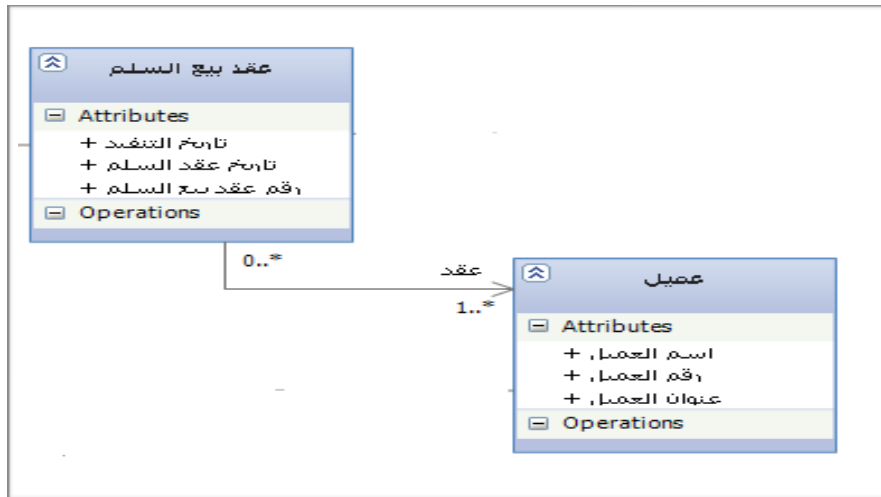 عقد بيع السلم
Attributes
+ تاريخ التنفيذ
+ تاريخ عقد السلم
+ رقم عقد بيع السلم
Operations
0..*
عقد
1..*
عميل
Attributes
+ اسم العميل
+ رقم العميل
+ عنوان العميل
Operations